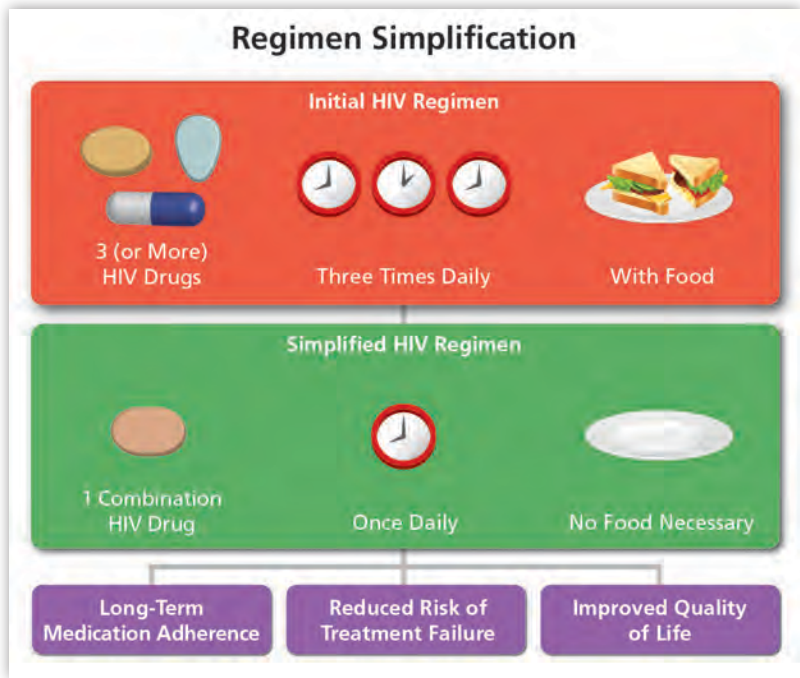 Regimen Simplification
Initial HIV Regimen
3 (or More)
HIV Drugs
Three Times Daily
With Food
Simplified HIV Regimen
1 Combination
HIV Drug
Once Daily
No Food Necessary
Long-Term
Medication Adherence
Reduced Risk of
Treatment Failure
Improved Quality
of Life